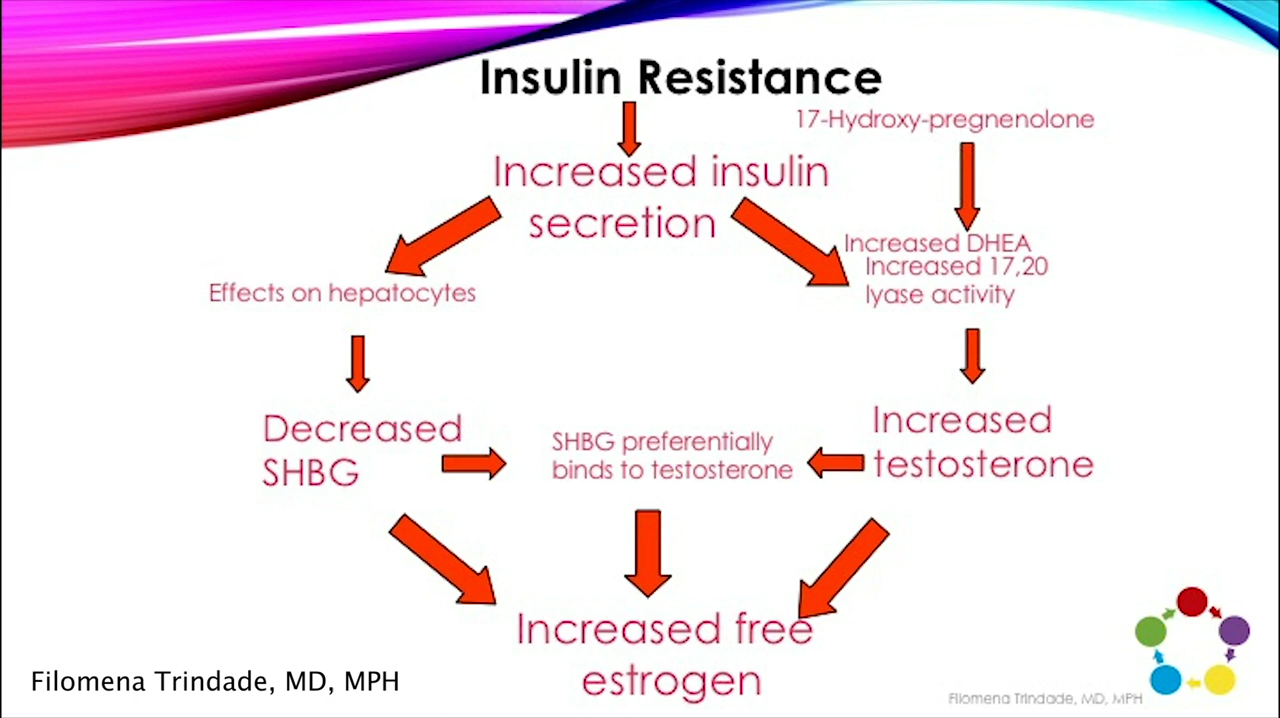 Insulin Resistance
17-Hydroxy-pregnenolone
Increased insulin
secretion
Increased DHEA
Increased 17,20
lyase activity
Effects on hepatocytes
Decreased
SHBG
SHBG preferentially
binds to testosterone
Increased
testosterone
Increased free
estrogen
Filomena Trindade, MD, MPH
Filomena Trindade, MD, MPH